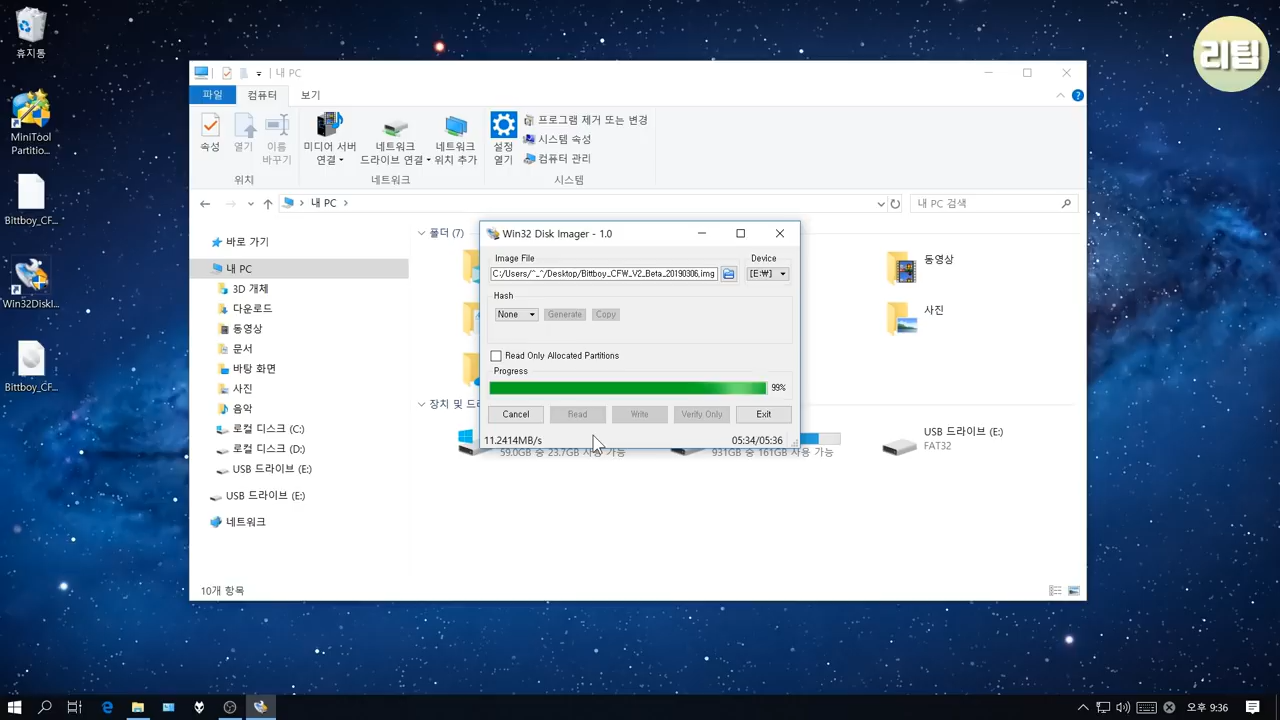 휴지통
리팁
내 PC
파일
컴퓨터
보기
속성
열기
이름
바꾸기
미디어 서버
연결
네트워크
드라이브 연결
네트워크
위치 추가
설정
열기
프로그램 제거 또는 변경
시스템 속성
컴퓨터 관리
위치
네트워크
시스템
MiniTool
Partitio...
Bittboy_CF...
Win32DiskI...
Bittboy_CF...
내 PC
내 PC 검색
바로 가기
내 PC
3D 개체
다운로드
동영상
문서
바탕 화면
사진
음악
로컬 디스크 (C:)
로컬 디스크 (D:)
USB 드라이브 (E:)
USB 드라이브 (E:)
네트워크
폴더 (7)
동영상
사진
장치 및 드
59.0GB 중 23.7GB 사용 가능
931GB 중 161GB 사용 가능
USB 드라이브 (E:)
FAT32
Win32 Disk Imager - 1.0
Image File
Device
C:/Users/^_^/Desktop/Bittboy_CFW_V2_Beta_20190306.img
[E:₩]
Hash
None
Generate
Copy
Read Only Allocated Partitions
Progress
99%
Cancel
Read
Write
Verify Only
Exit
11.2414MB/s
05:34/05:36
10개 항목
오후 9:36